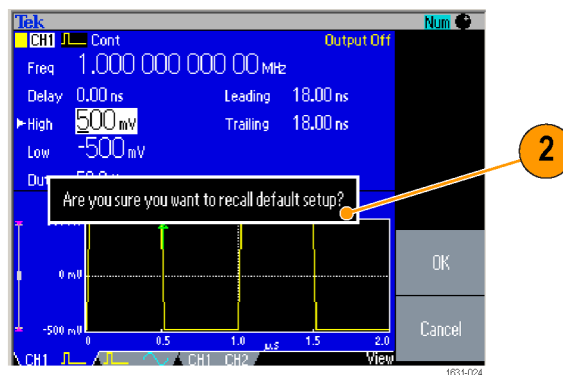 Tek Num
CH1 Cont Output Off
Freq 1.000 000 000 00 MHz
Delay 0.00 ns Leading 18.00 ns
High 500 mV Trailing 18.00 ns
Low -500 mV
Are you sure you want to recall default setup?
2
0 mV
OK
-500 mV
0 0.5 1.0 µs 1.5 2.0
Cancel
CH1 CH1 CH2 View
1631-024